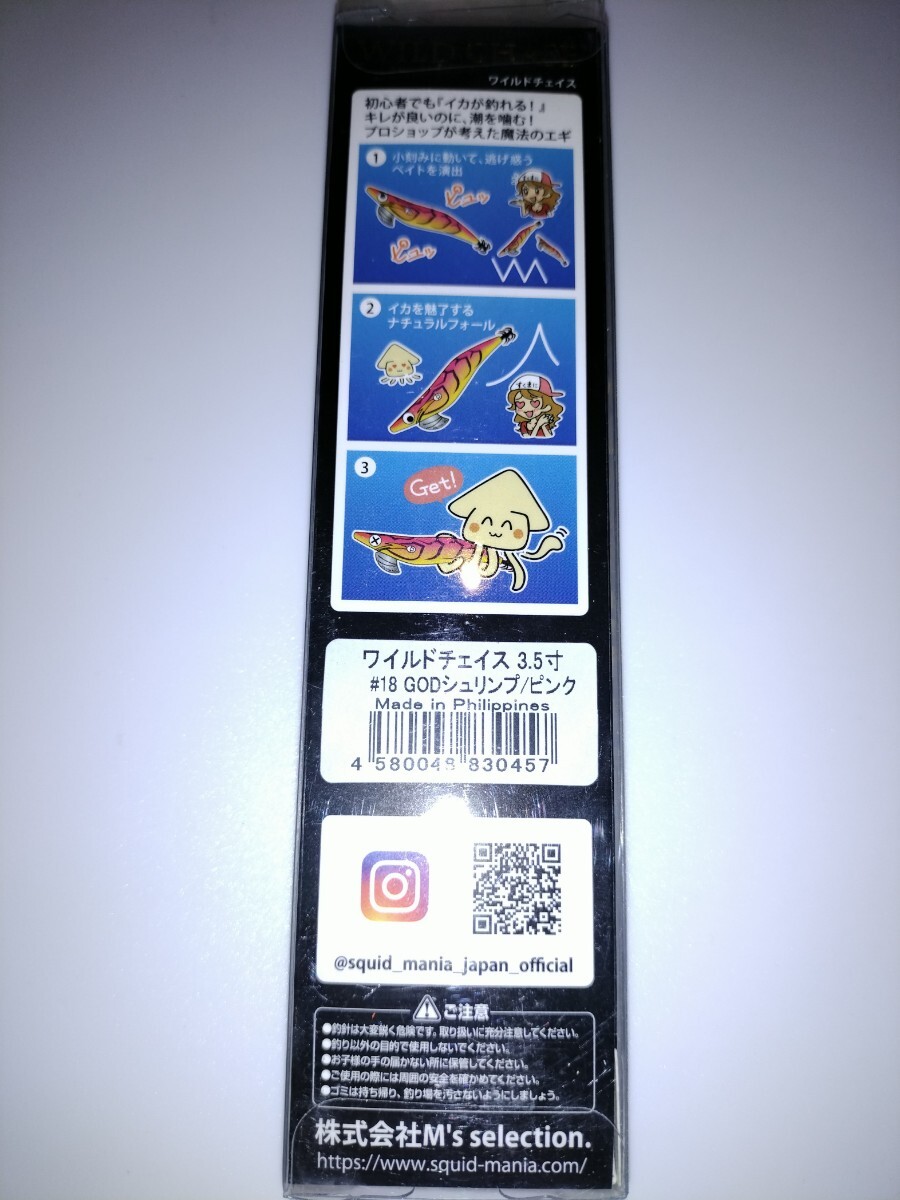 ワイルドチェイス
初心者でも『イカが釣れる！』
キレが良いのに、潮を噛む！
プロショップが考えた魔法のエギ
1 小刻みに動いて、逃げ惑う
ベイトを演出
ピュッ
ピュッ
2 イカを魅了する
ナチュラルフォール
すくまに
3
Get!
ワイルドチェイス 3.5寸
#18 GODシュリンプ/ピンク
Made in Philippines
4 580048 830457
@squid_mania_japan_official
ご注意
●釣針は大変鋭く危険です。取り扱いに充分注意してください。
●釣り以外の目的で使用しないでください。
●お子様の手の届かない所に保管してください。
●ご使用の際には周囲の安全を確かめてください。
●ゴミは持ち帰り、釣り場を汚さないようにしましょう。
株式会社M's selection.
https://www.squid-mania.com/